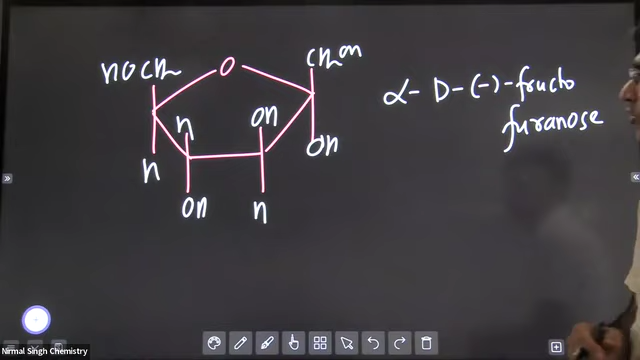 HOCH₂ O CH₂OH
α-D-(-)-fructo
furanose
H OH
OH
H
OH H
Nirmal Singh Chemistry